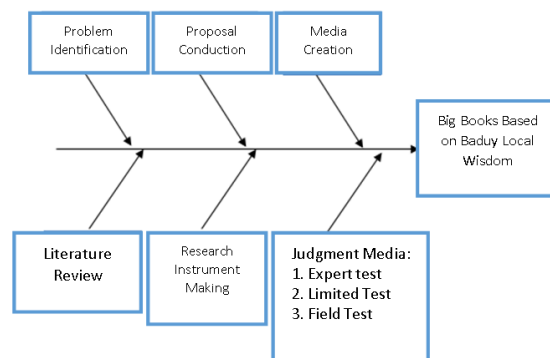 Problem
Identification
Proposal
Conduction
Media
Creation
Big Books Based
on Baduy Local
Wisdom
Literature
Review
Research
Instrument
Making
Judgment Media:
1. Expert test
2. Limited Test
3. Field Test